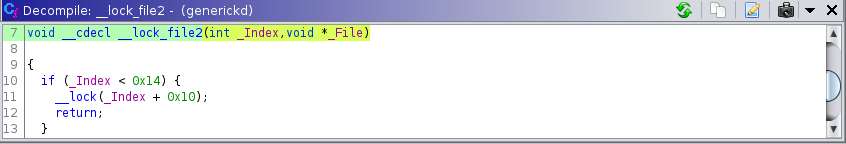 Decompile: __lock_file2 - (generickd)
7 void __cdecl __lock_file2(int _Index,void *_File)
8
9 {
10 if (_Index < 0x14) {
11 __lock(_Index + 0x10);
12 return;
13 }